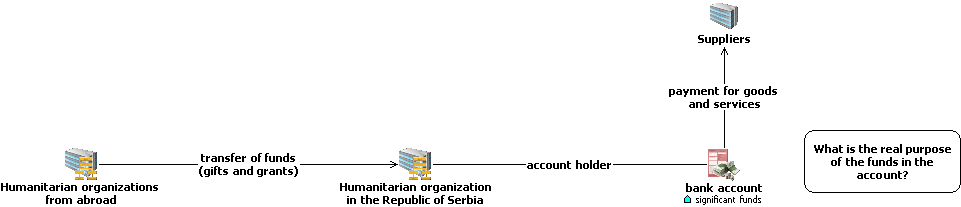 Suppliers
payment for goods
and services
transfer of funds
(gifts and grants)
account holder
Humanitarian organizations
from abroad
Humanitarian organization
in the Republic of Serbia
bank account
significant funds
What is the real purpose
of the funds in the
account?